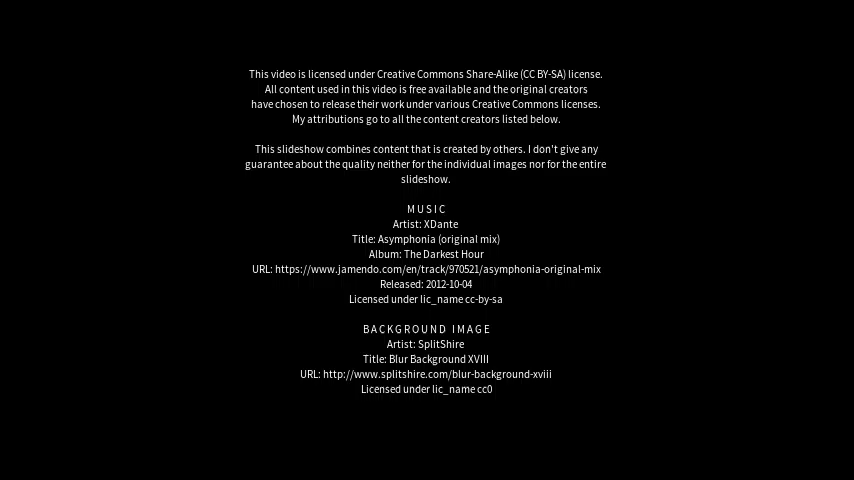 This video is licensed under Creative Commons Share-Alike (CC BY-SA) license.
All content used in this video is free available and the original creators
have chosen to release their work under various Creative Commons licenses.
My attributions go to all the content creators listed below.
This slideshow combines content that is created by others. I don't give any
guarantee about the quality neither for the individual images nor for the entire
slideshow.
MUSIC
Artist: XDante
Title: Asymphonia (original mix)
Album: The Darkest Hour
URL: https://www.jamendo.com/en/track/970521/asymphonia-original-mix
Released: 2012-10-04
Licensed under lic_name cc-by-sa
BACKGROUND IMAGE
Artist: SplitShire
Title: Blur Background XVIII
URL: http://www.splitshire.com/blur-background-xviii
Licensed under lic_name cc0